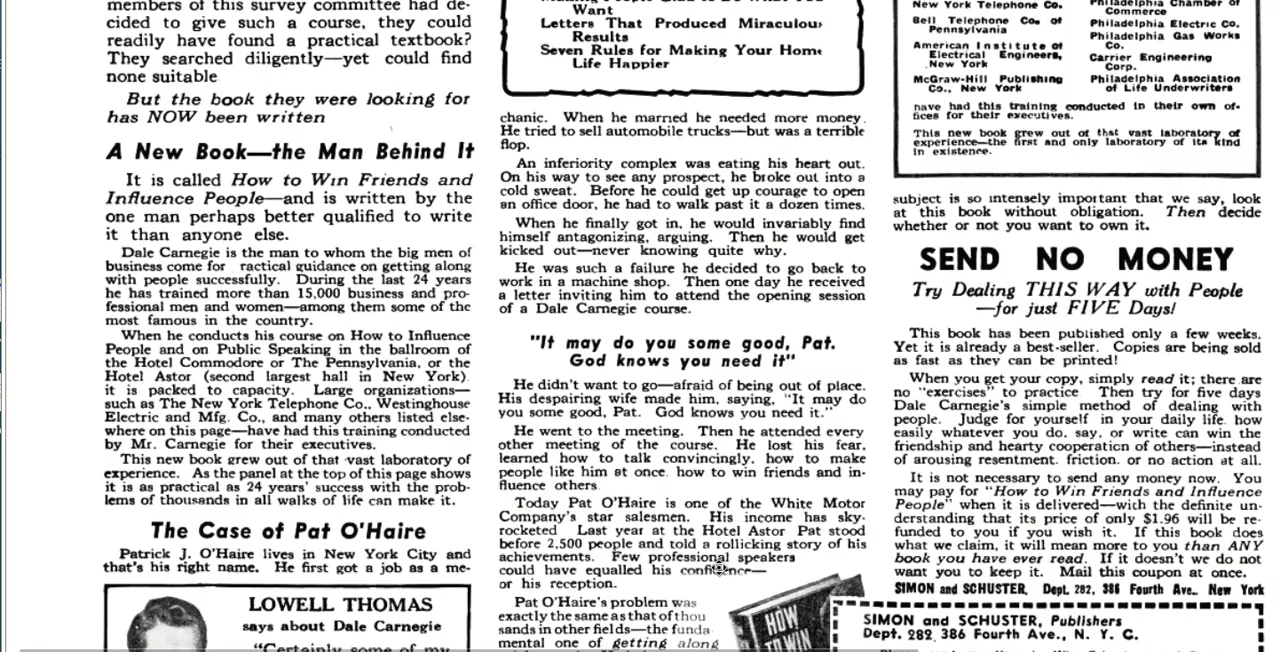 members of this survey committee had de-
cided to give such a course, they could
readily have found a practical textbook?
They searched diligently—yet could find
none suitable
But the book they were looking for
has NOW been written
A New Book—the Man Behind It
It is called How to Win Friends and
Influence People—and is written by the
one man perhaps better qualified to write
it than anyone else.
Dale Carnegie is the man to whom the big men of
business come for ractical guidance on getting along
with people successfully. During the last 24 years
he has trained more than 15,000 business and pro-
fessional men and women—among them some of the
most famous in the country.
When he conducts his course on How to Influence
People and on Public Speaking in the ballroom of
the Hotel Commodore or The Pennsylvania, or the
Hotel Astor (second largest hall in New York)
it is packed to capacity. Large organizations—
such as The New York Telephone Co., Westinghouse
Electric and Mfg. Co., and many others listed else-
where on this page—have had this training conducted
by Mr. Carnegie for their executives.
This new book grew out of that vast laboratory of
experience. As the panel at the top of this page shows
it is as practical as 24 years' success with the prob-
lems of thousands in all walks of life can make it.
The Case of Pat O'Haire
Patrick J. O'Haire lives in New York City and
that's his right name. He first got a job as a me-
LOWELL THOMAS
says about Dale Carnegie
"Certainly some of my
Making People Glad to Do What You
Want
Letters That Produced Miraculous
Results
Seven Rules for Making Your Home
Life Happier
chanic. When he married he needed more money.
He tried to sell automobile trucks—but was a terrible
flop.
An inferiority complex was eating his heart out.
On his way to see any prospect, he broke out into a
cold sweat. Before he could get up courage to open
an office door, he had to walk past it a dozen times.
When he finally got in, he would invariably find
himself antagonizing, arguing. Then he would get
kicked out—never knowing quite why.
He was such a failure he decided to go back to
work in a machine shop. Then one day he received
a letter inviting him to attend the opening session
of a Dale Carnegie course.
"It may do you some good, Pat.
God knows you need it"
He didn't want to go—afraid of being out of place.
His despairing wife made him, saying, "It may do
you some good, Pat. God knows you need it."
He went to the meeting. Then he attended every
other meeting of the course. He lost his fear,
learned how to talk convincingly, how to make
people like him at once, how to win friends and in-
fluence others.
Today Pat O'Haire is one of the White Motor
Company's star salesmen. His income has sky-
rocketed Last year at the Hotel Astor Pat stood
before 2,500 people and told a rollicking story of his
achievements. Few professional speakers
could have equalled his confidence—
or his reception.
Pat O'Haire's problem was
exactly the same as that of thou
sands in other fields—the funda
mental one of getting along
HOW
TO WIN
New York Telephone Co.
Bell Telephone Co. of
Pennsylvania
American Institute of
Electrical Engineers,
New York
McGraw-Hill Publishing
Co., New York
Philadelphia Chamber of
Commerce
Philadelphia Electric Co.
Philadelphia Gas Works
Co.
Carrier Engineering
Corp.
Philadelphia Association
of Life Underwriters
have had this training conducted in their own of-
fices for their executives.
This new book grew out of that vast laboratory of
experience—the first and only laboratory of its kind
in existence.
subject is so intensely important that we say, look
at this book without obligation. Then decide
whether or not you want to own it.
SEND NO MONEY
Try Dealing THIS WAY with People
—for just FIVE Days!
This book has been published only a few weeks.
Yet it is already a best-seller. Copies are being sold
as fast as they can be printed!
When you get your copy, simply read it; there are
no "exercises" to practice Then try for five days
Dale Carnegie's simple method of dealing with
people. Judge for yourself in your daily life how
easily whatever you do, say, or write can win the
friendship and hearty cooperation of others—instead
of arousing resentment, friction, or no action at all.
It is not necessary to send any money now. You
may pay for "How to Win Friends and Influence
People" when it is delivered—with the definite un-
derstanding that its price of only $1.96 will be re-
funded to you if you wish it. If this book does
what we claim, it will mean more to you than ANY
book you have ever read. If it doesn't we do not
want you to keep it. Mail this coupon at once.
SIMON and SCHUSTER, Dept. 282, 386 Fourth Ave., New York
SIMON and SCHUSTER, Publishers
Dept. 282, 386 Fourth Ave., N. Y. C.